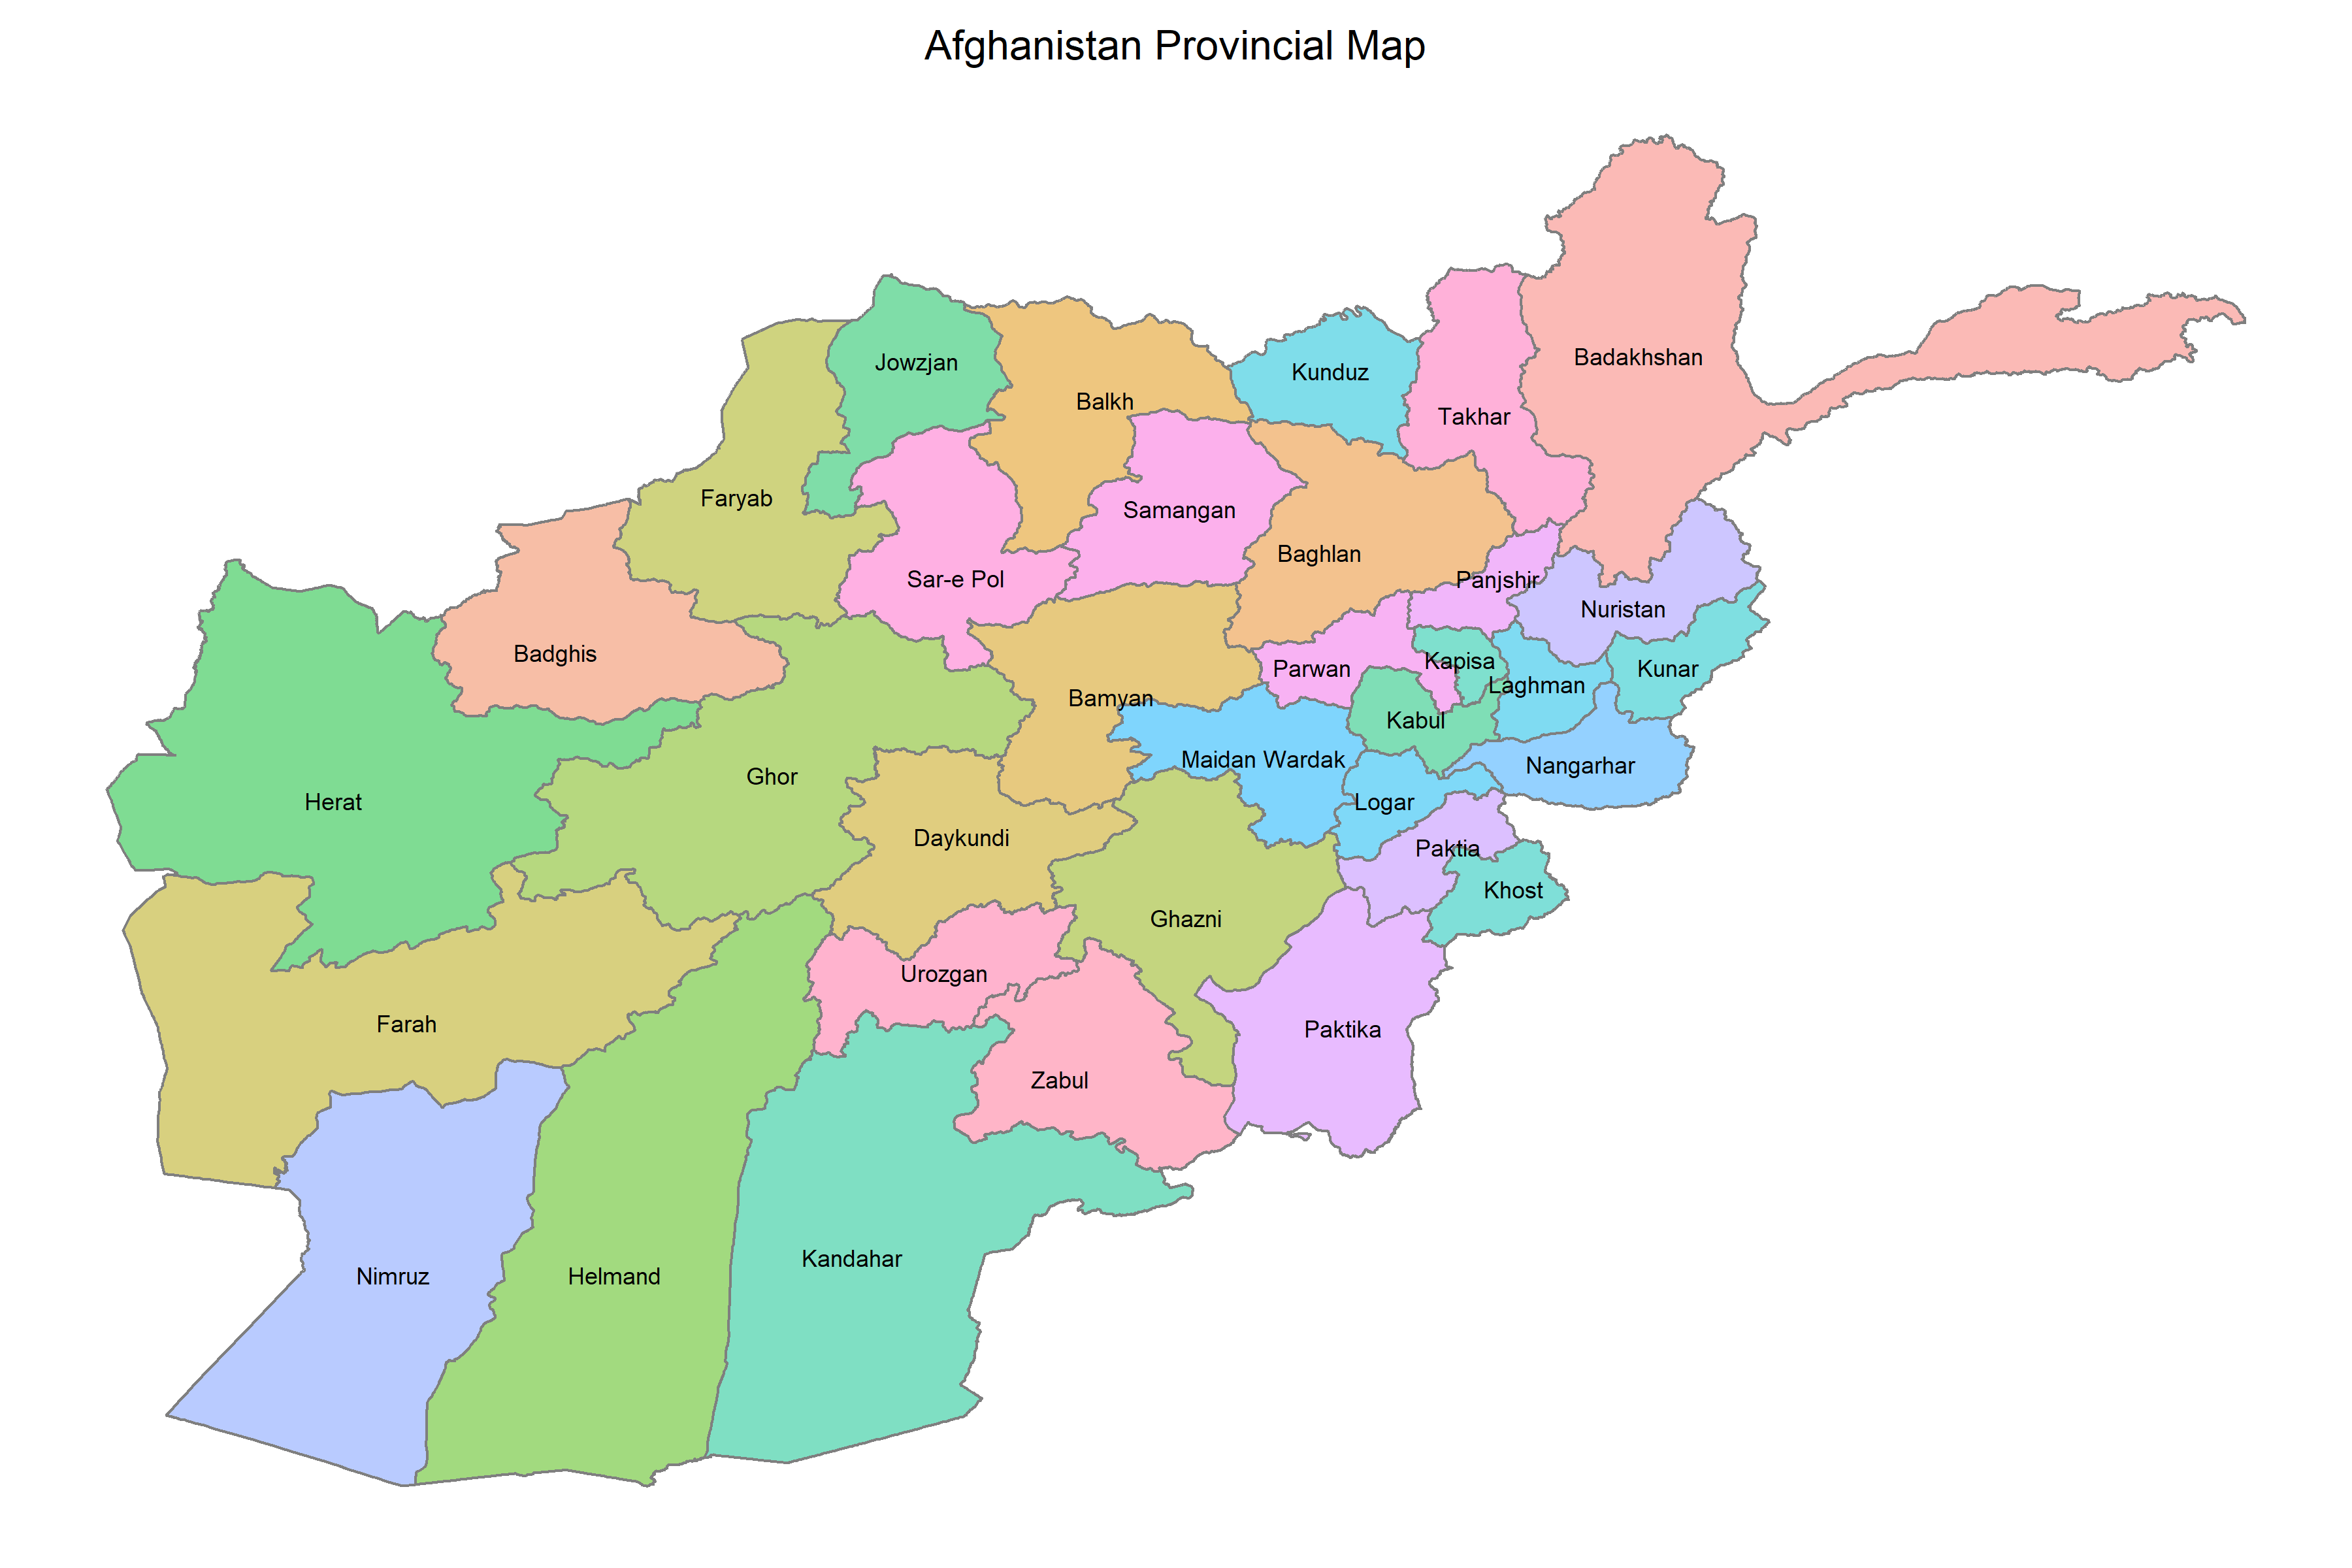 Afghanistan Provincial Map
Jowzjan
Badakhshan
Kunduz
Balkh
Takhar
Faryab
Samangan
Baghlan
Sar-e Pol
Panjshir
Nuristan
Badghis
Parwan
Kapisa
Kunar
Laghman
Bamyan
Kabul
Maidan Wardak
Nangarhar
Ghor
Herat
Logar
Daykundi
Paktia
Khost
Ghazni
Urozgan
Farah
Paktika
Zabul
Kandahar
Nimruz
Helmand